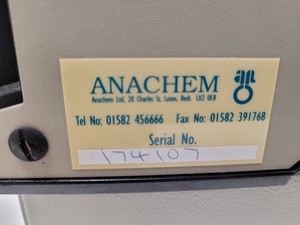 ANACHEM
Anachem Ltd, 20 Charles St, Luton, Beds LU2 0EB
Tel No: 01582 456666 Fax No: 01582 391768
Serial No.
174107